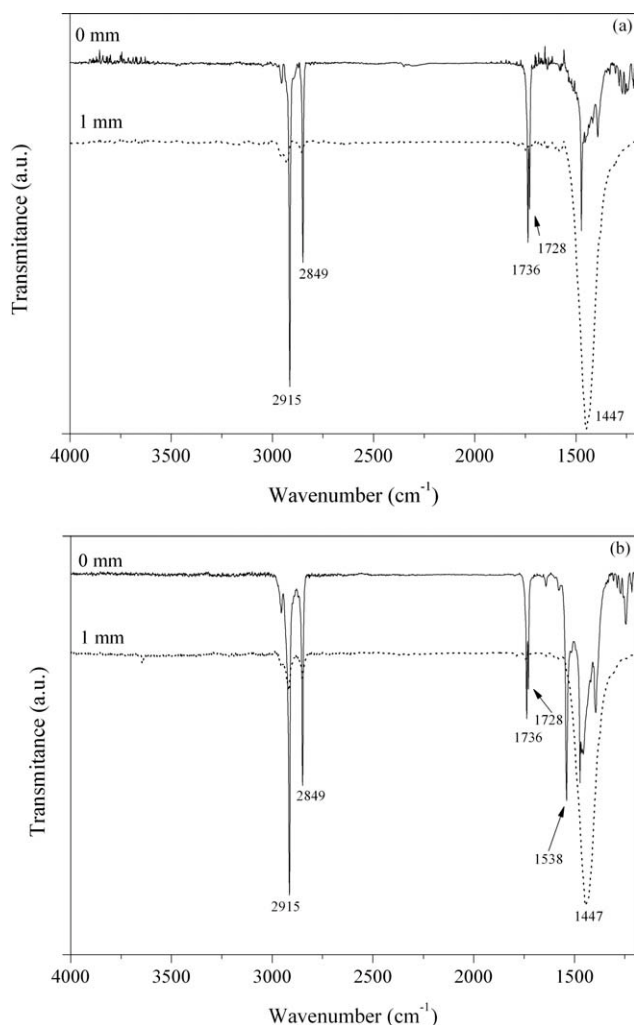 (a)
0 mm
1 mm
Transmitance (a.u.)
1728
1736
2849
2915
1447
4000 3500 3000 2500 2000 1500
Wavenumber (cm⁻¹)
(b)
0 mm
1 mm
Transmitance (a.u.)
1728
1736
2849
1538
2915
1447
4000 3500 3000 2500 2000 1500
Wavenumber (cm⁻¹)